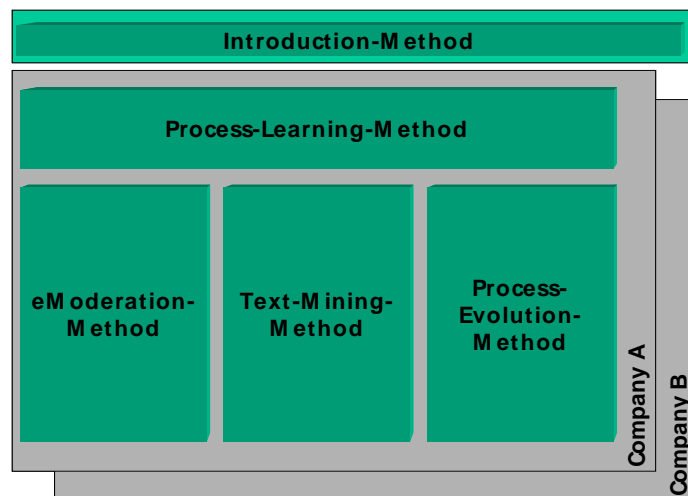 Introduction-Method
Process-Learning-Method
eModeration-
Method
Text-Mining-
Method
Process-
Evolution-
Method
Company A
Company B